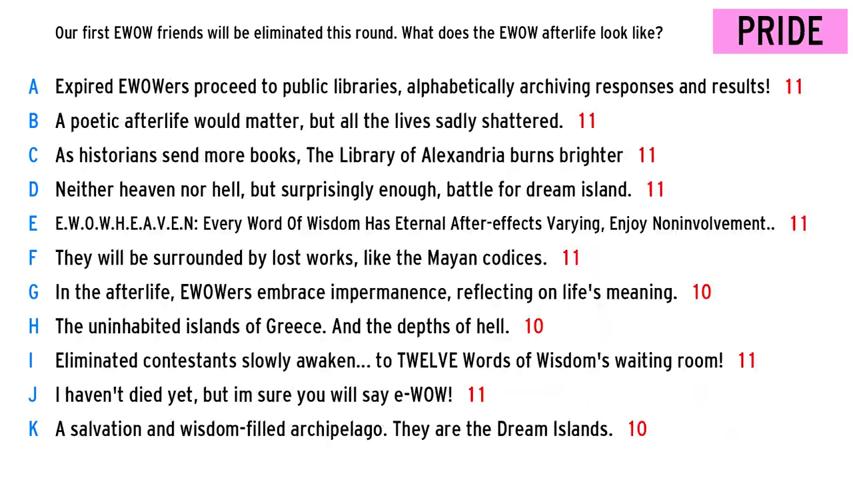 Our first EWOW friends will be eliminated this round. What does the EWOW afterlife look like?
PRIDE
A Expired EWOWers proceed to public libraries, alphabetically archiving responses and results! 11
B A poetic afterlife would matter, but all the lives sadly shattered. 11
C As historians send more books, The Library of Alexandria burns brighter 11
D Neither heaven nor hell, but surprisingly enough, battle for dream island. 11
E E.W.O.W.H.E.A.V.E.N: Every Word Of Wisdom Has Eternal After-effects Varying, Enjoy Noninvolvement.. 11
F They will be surrounded by lost works, like the Mayan codices. 11
G In the afterlife, EWOWers embrace impermanence, reflecting on life's meaning. 10
H The uninhabited islands of Greece. And the depths of hell. 10
I Eliminated contestants slowly awaken... to TWELVE Words of Wisdom's waiting room! 11
J I haven't died yet, but im sure you will say e-WOW! 11
K A salvation and wisdom-filled archipelago. They are the Dream Islands. 10